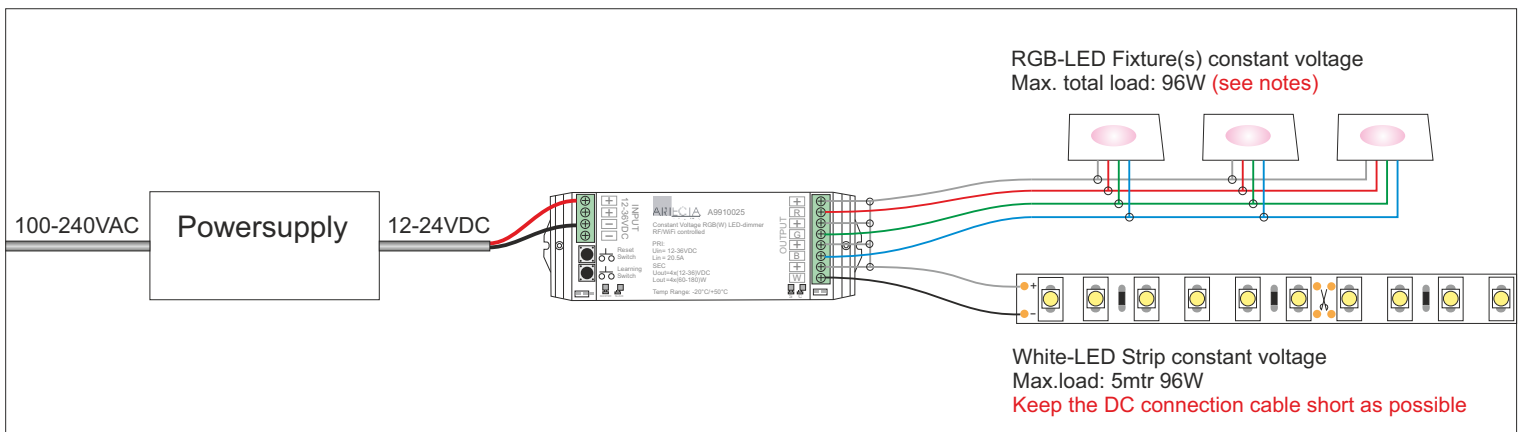 RGB-LED Fixture(s) constant voltage
Max. total load: 96W (see notes)
100-240VAC
Powersupply
12-24VDC
INPUT
12-36VDC
+
+
−
−
Reset
Switch
Learning
Switch
ARTECTA A9910025
Constant Voltage RGB(W) LED-dimmer
RF/WiFi controlled
PRI:
Uin= 12-36VDC
Lin = 20.5A
SEC
Uout=4x(12-36)VDC
Lout =4x(60-180)W
Temp Range: -20°C/+50°C
OUTPUT
+
R
+
G
+
B
+
W
+
−
White-LED Strip constant voltage
Max.load: 5mtr 96W
Keep the DC connection cable short as possible